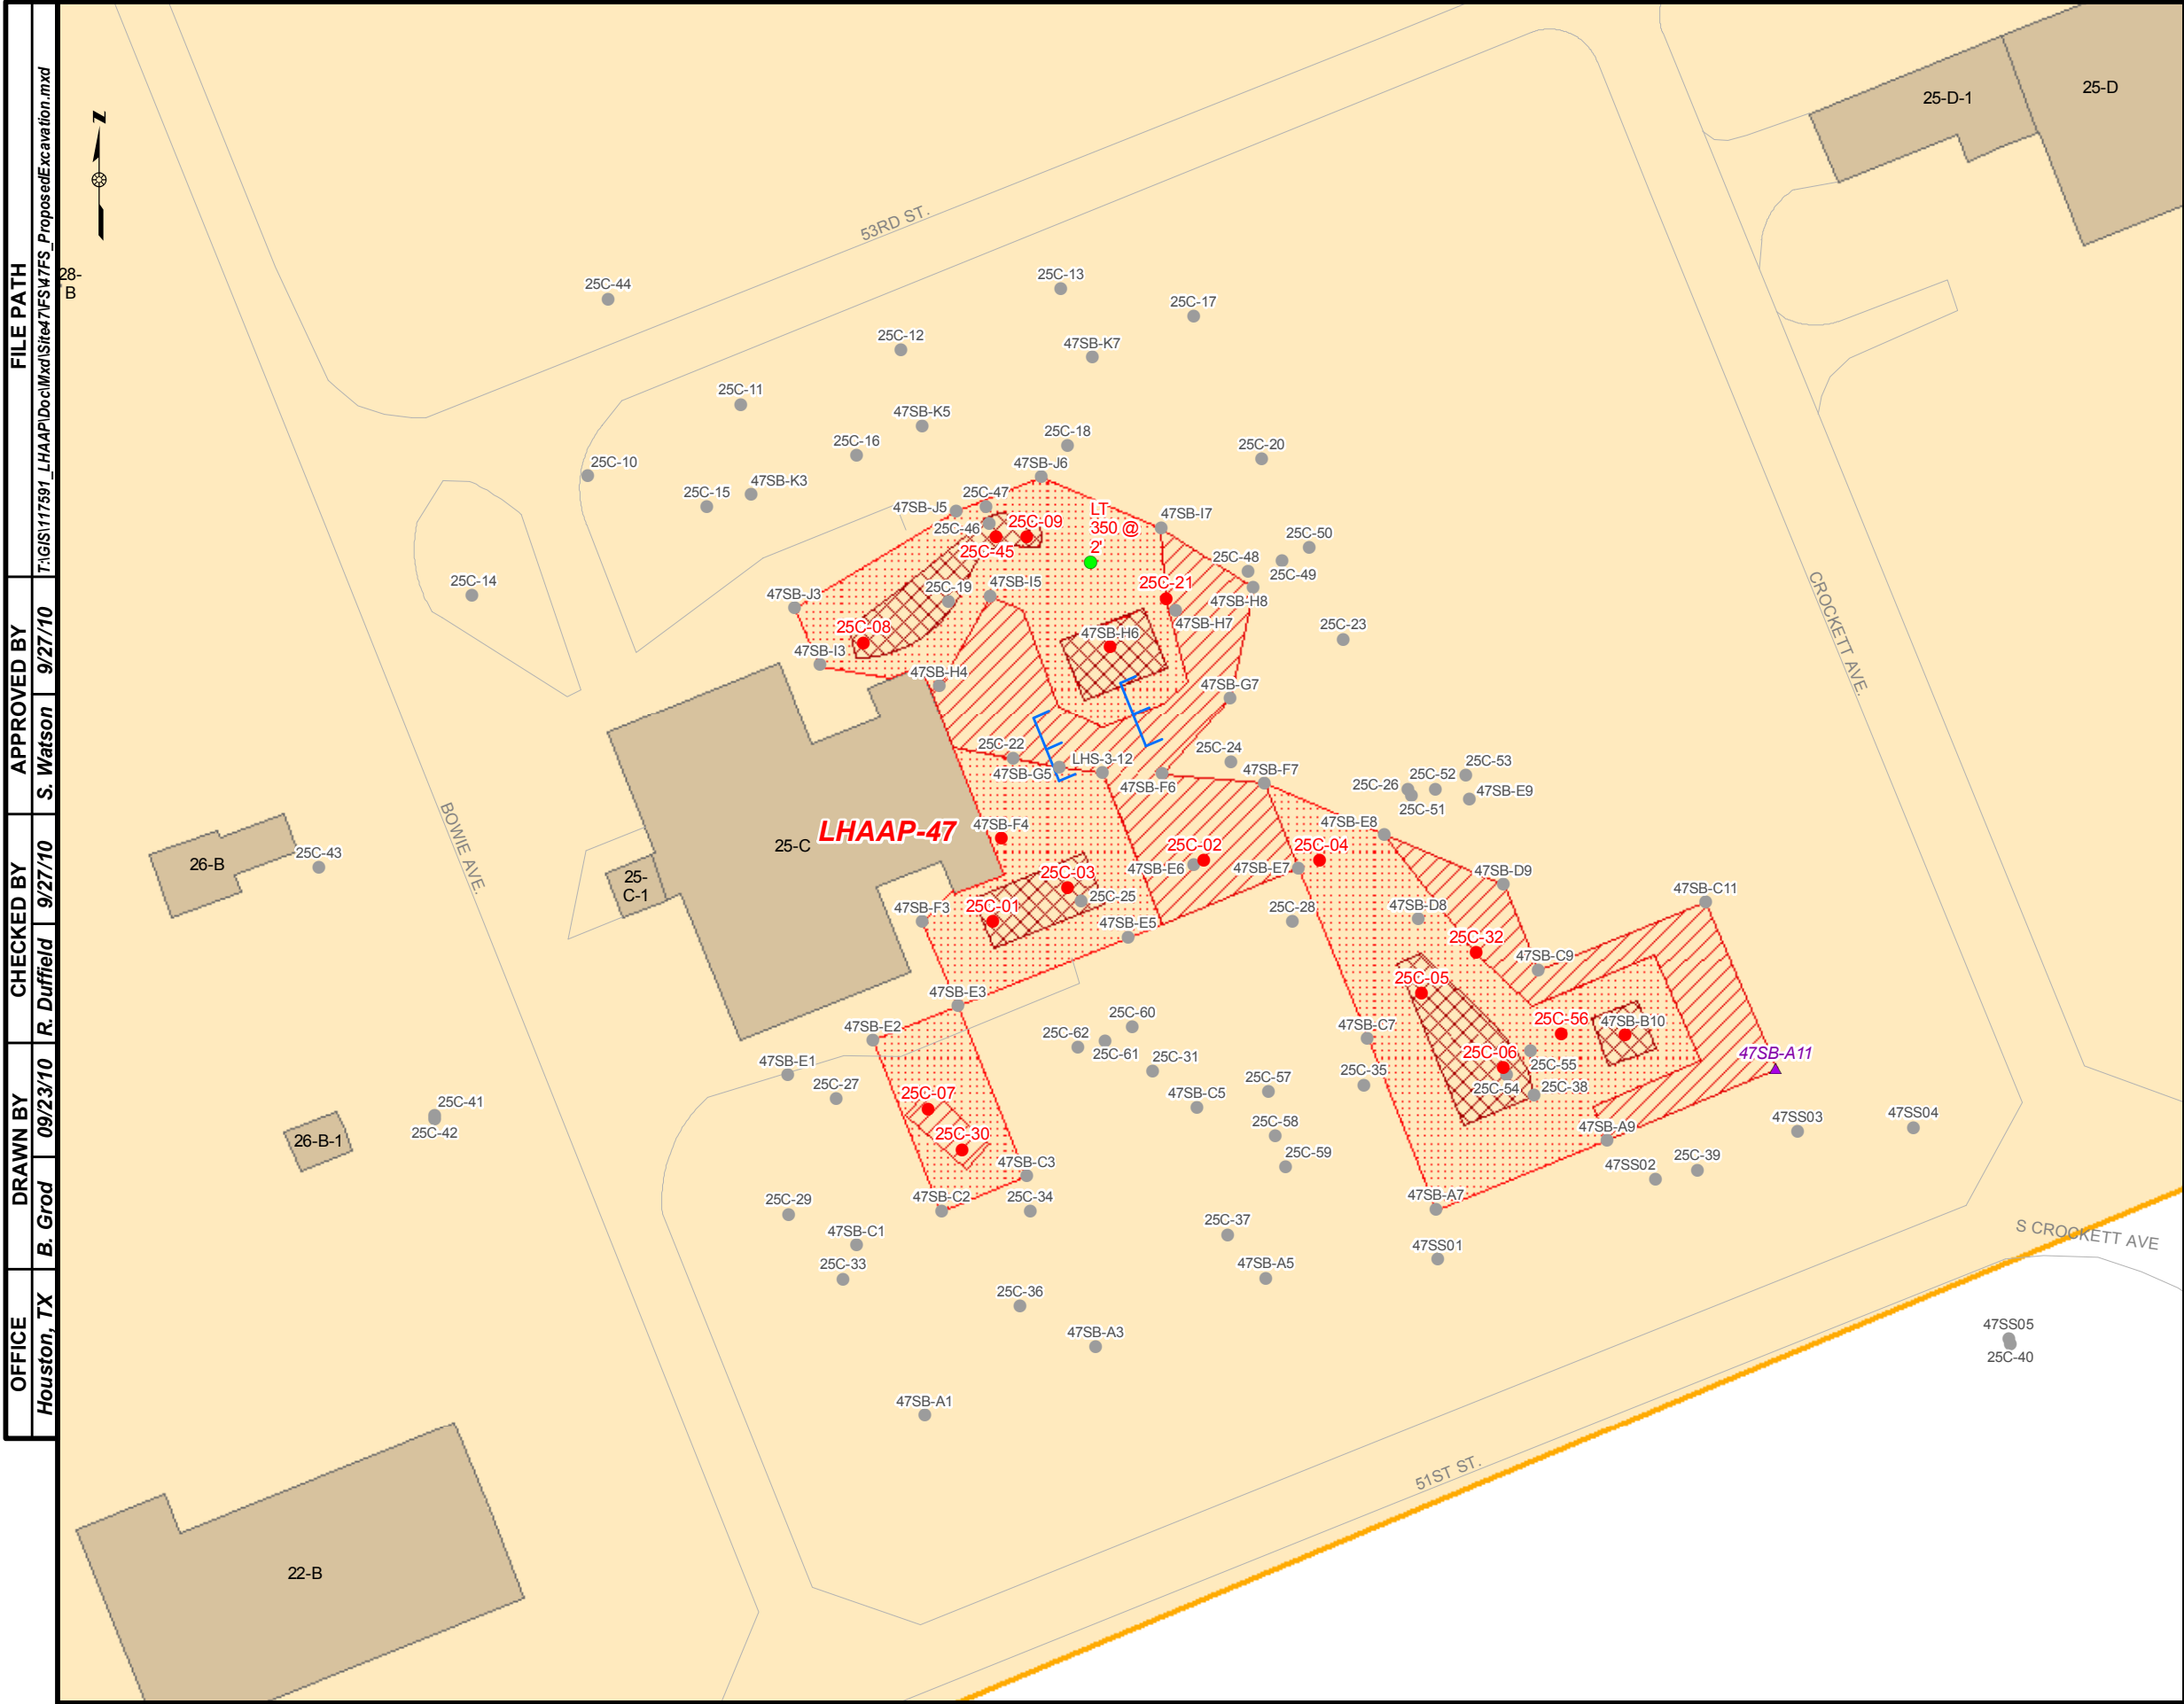 FILE PATH
T:\GIS\117591_LHAAP\Doc\Mxd\Site47\FS\47FS_ProposedExcavation.mxd
APPROVED BY
S. Watson
9/27/10
CHECKED BY
R. Duffield
9/27/10
DRAWN BY
B. Grod
09/23/10
OFFICE
Houston, TX
N
28-
B
25-D-1
25-D
53RD ST.
25C-44
25C-13
25C-17
25C-12
47SB-K7
25C-11
47SB-K5
25C-16
25C-18
25C-20
47SB-J6
25C-10
25C-15
47SB-K3
25C-47
47SB-J5
25C-46
25C-09
25C-45
LT
350 @
2'
47SB-I7
25C-50
25C-48
25C-49
25C-14
47SB-J3
25C-19
47SB-I5
25C-21
47SB-H8
47SB-H7
CROCKETT AVE.
25C-08
47SB-H6
25C-23
47SB-I3
47SB-H4
47SB-G7
25C-22
47SB-G5
LHS-3-12
25C-24
47SB-F6
47SB-F7
25C-26
25C-52
25C-53
25C-51
47SB-E9
47SB-E8
BOWIE AVE.
26-B
25C-43
25-C
LHAAP-47
47SB-F4
25C-02
47SB-E6
47SB-E7
25C-04
25-
C-1
25C-03
25C-25
25C-01
47SB-F3
47SB-E5
25C-28
47SB-D9
47SB-D8
47SB-C11
25C-32
47SB-C9
25C-05
47SB-E3
47SB-E2
25C-60
25C-62
25C-61
47SB-C7
25C-56
47SB-B10
47SB-E1
25C-27
25C-31
25C-06
25C-55
47SB-A11
25C-35
25C-54
25C-38
25C-57
47SB-C5
25C-07
25C-41
25C-42
26-B-1
25C-30
25C-58
47SB-A9
47SS03
47SS04
25C-59
47SB-C3
47SS02
25C-39
25C-29
47SB-C2
25C-34
47SB-A7
25C-37
47SB-C1
47SS01
S CROCKETT AVE
25C-33
47SB-A5
25C-36
47SB-A3
47SS05
25C-40
47SB-A1
51ST ST.
22-B